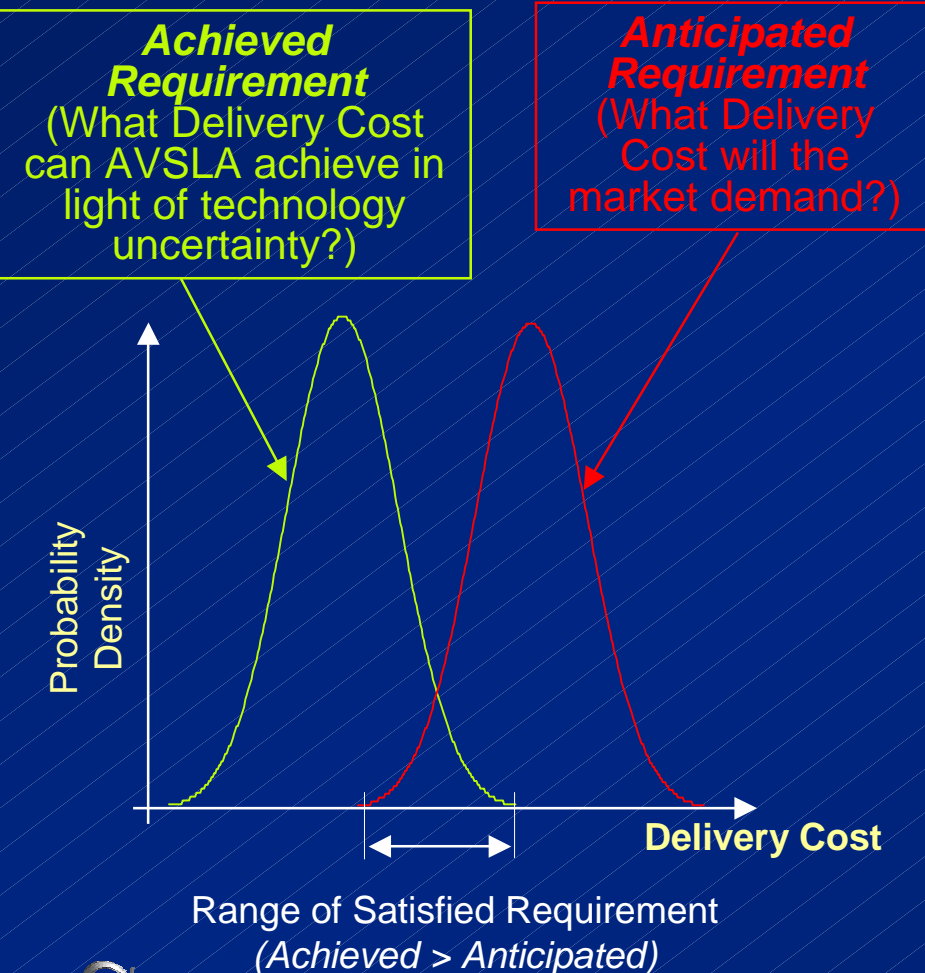 Achieved
Requirement
(What Delivery Cost
can AVSLA achieve in
light of technology
uncertainty?)
Anticipated
Requirement
(What Delivery
Cost will the
market demand?)
Probability
Density
Delivery Cost
Range of Satisfied Requirement
(Achieved > Anticipated)